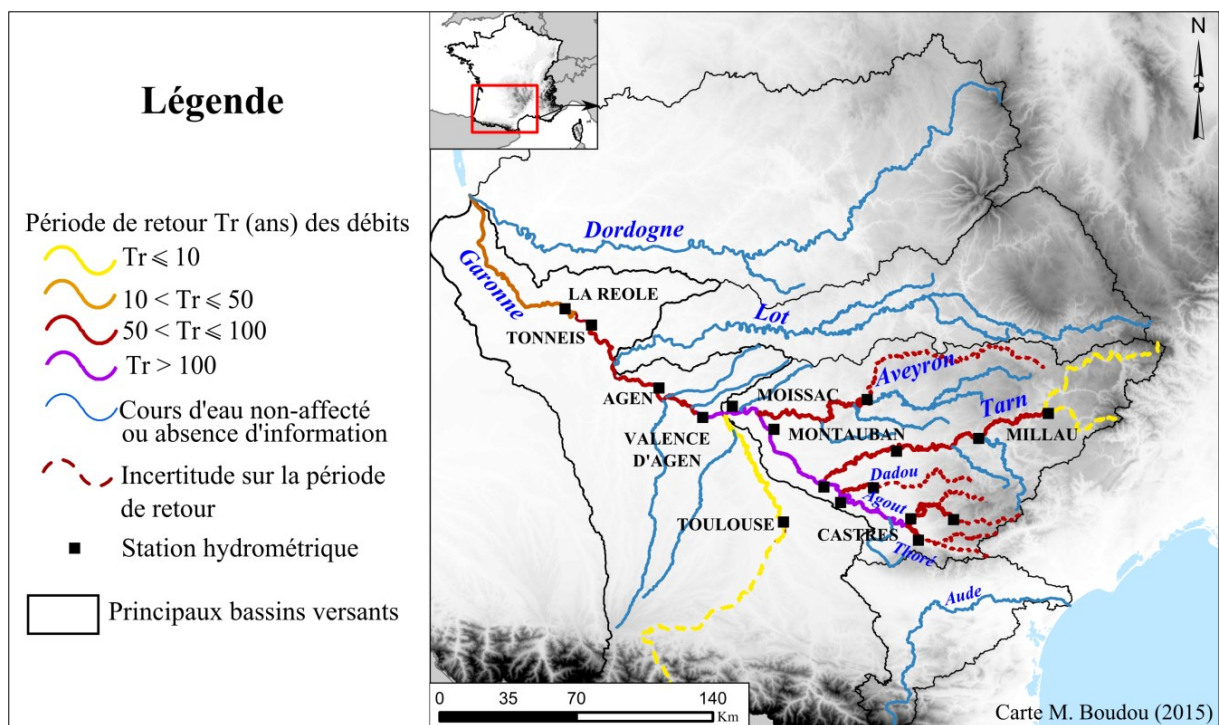 Légende
Période de retour Tr (ans) des débits
Tr ⩽ 10
10 < Tr ⩽ 50
50 < Tr ⩽ 100
Tr > 100
Cours d'eau non-affecté
ou absence d'information
Incertitude sur la période
de retour
Station hydrométrique
Principaux bassins versants
N
Dordogne
Garonne
LA REOLE
Lot
TONNEIS
Aveyron
AGEN
MOISSAC
Tarn
VALENCE
D'AGEN
MONTAUBAN
MILLAU
Dadou
Agout
TOULOUSE
CASTRES
Thoré
Aude
0 35 70 140
Km
Carte M. Boudou (2015)